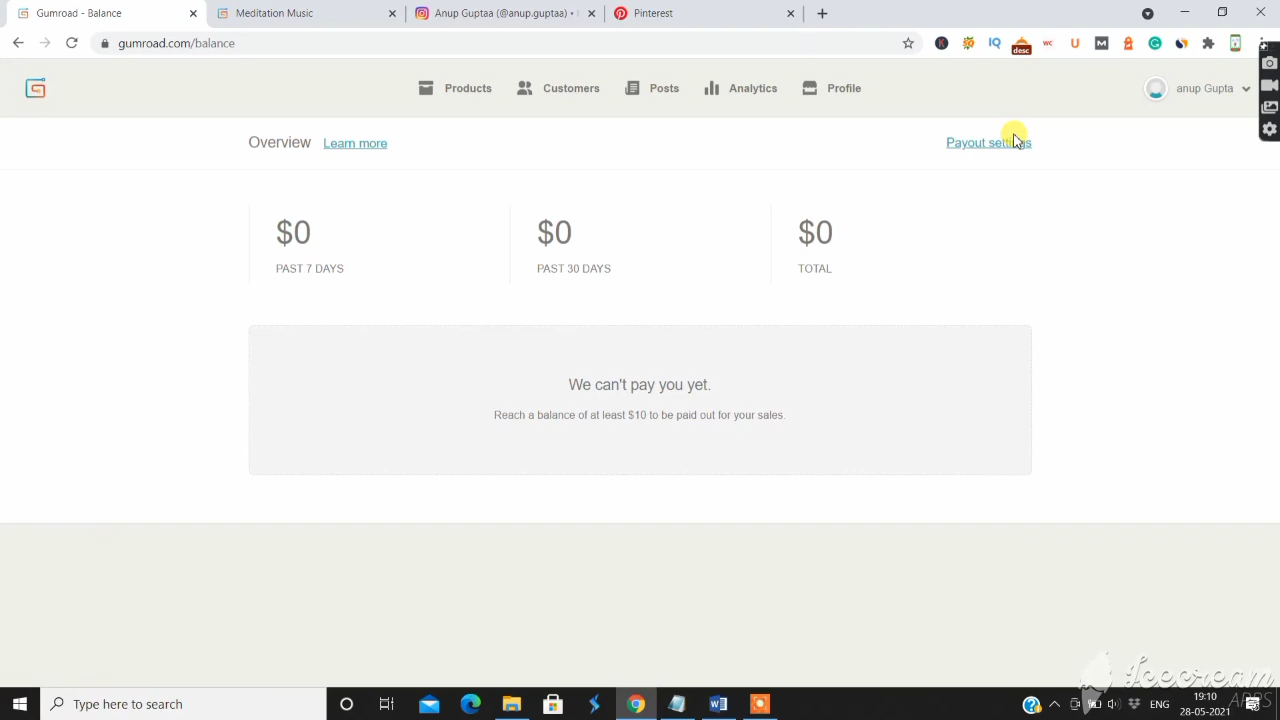 Gumroad - Balance
Meditation Music
Anup Guptaa (@anup.guptaa) •
Pinterest
gumroad.com/balance
desc
Products
Customers
Posts
Analytics
Profile
anup Gupta
Overview
Learn more
Payout settings
$0
$0
$0
PAST 7 DAYS
PAST 30 DAYS
TOTAL
We can't pay you yet.
Reach a balance of at least $10 to be paid out for your sales.
Icecream
APPS
Type here to search
ENG
19:10
28-05-2021